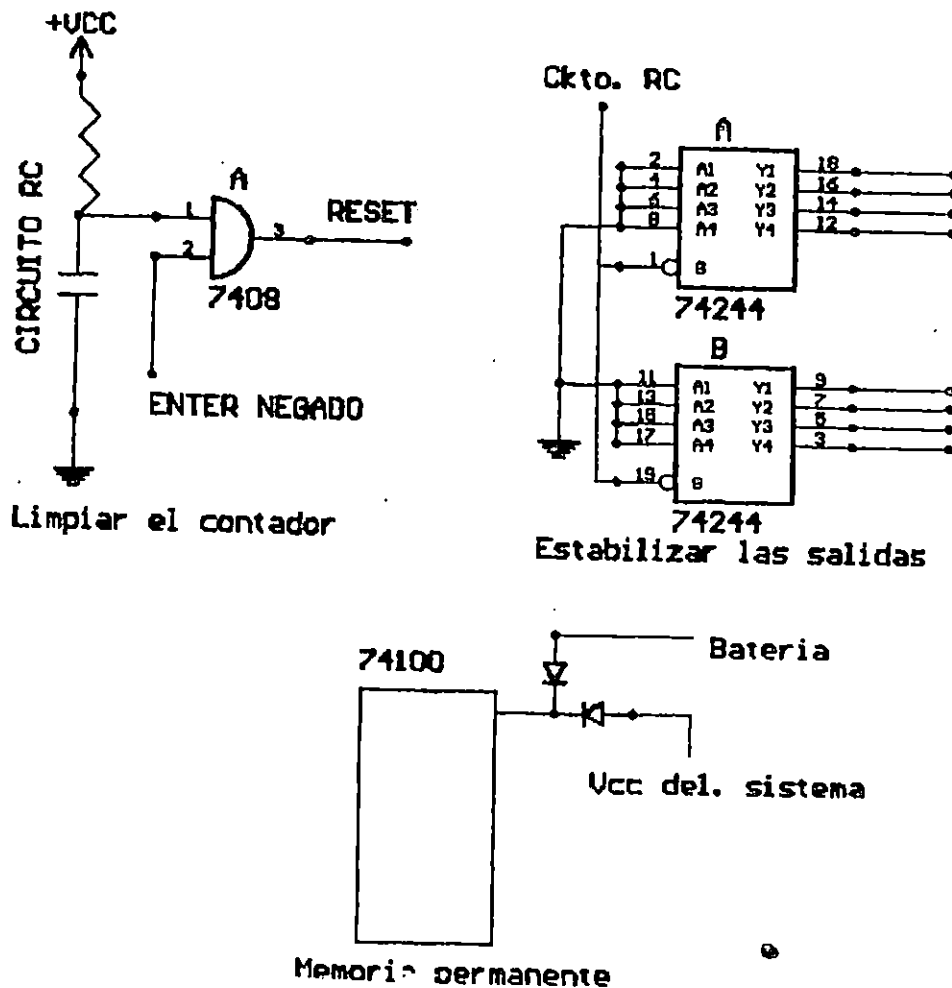 +VCC
CIRCUITO RC
A
1
2
3
RESET
7408
ENTER NEGADO
Limpiar el contador
Ckto. RC
A
2 A1 Y1 18
4 A2 Y2 16
6 A3 Y3 14
8 A4 Y4 12
1 B
74244
B
11 A1 Y1 9
13 A2 Y2 7
A3 Y3 5
17 A4 Y4 3
19 B
74244
Estabilizar las salidas
74100
Bateria
Vcc del. sistema
Memoria permanente